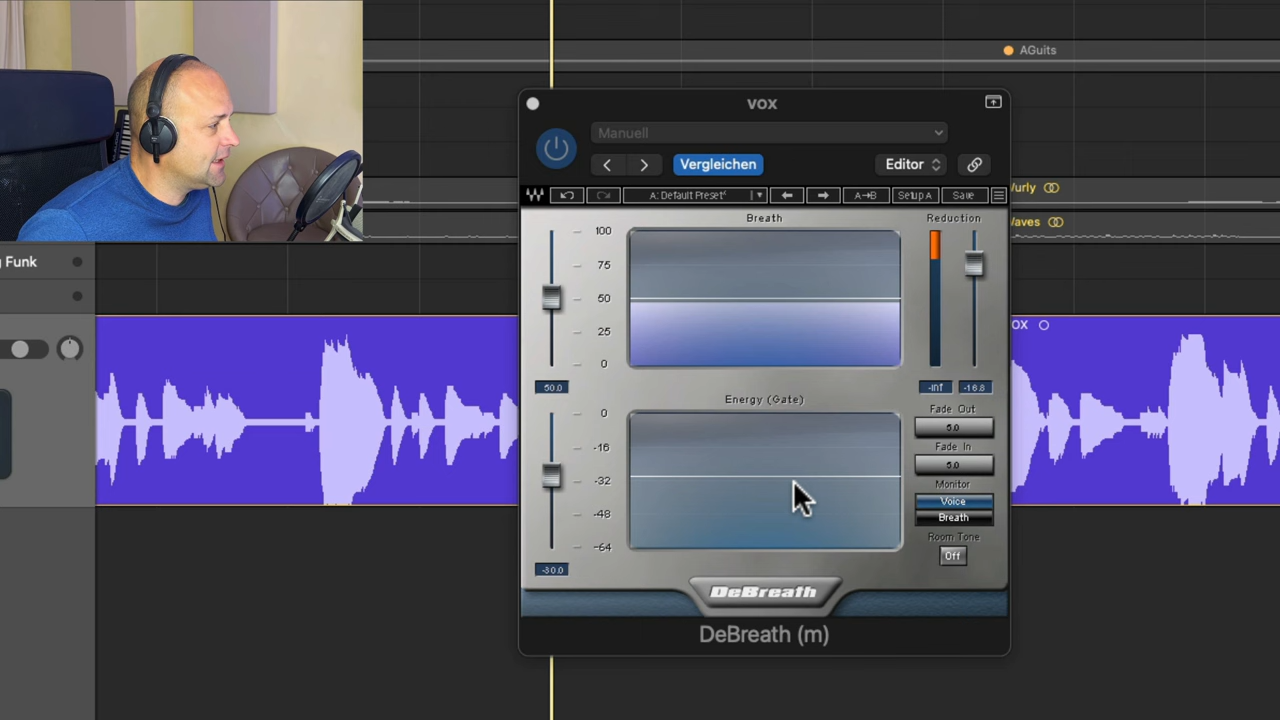 AGuits
vox
Manuell
Vergleichen
Editor
A: Default Preset*
A→B
Setup A
Save
urly
aves
Breath
Reduction
100
75
50
25
0
50.0
-Inf
-16.8
g Funk
ox
Energy (Gate)
0
-16
-32
-48
-64
-30.0
Fade Out
5.0
Fade In
5.0
Monitor
Voice
Breath
Room Tone
Off
DeBreath
DeBreath (m)